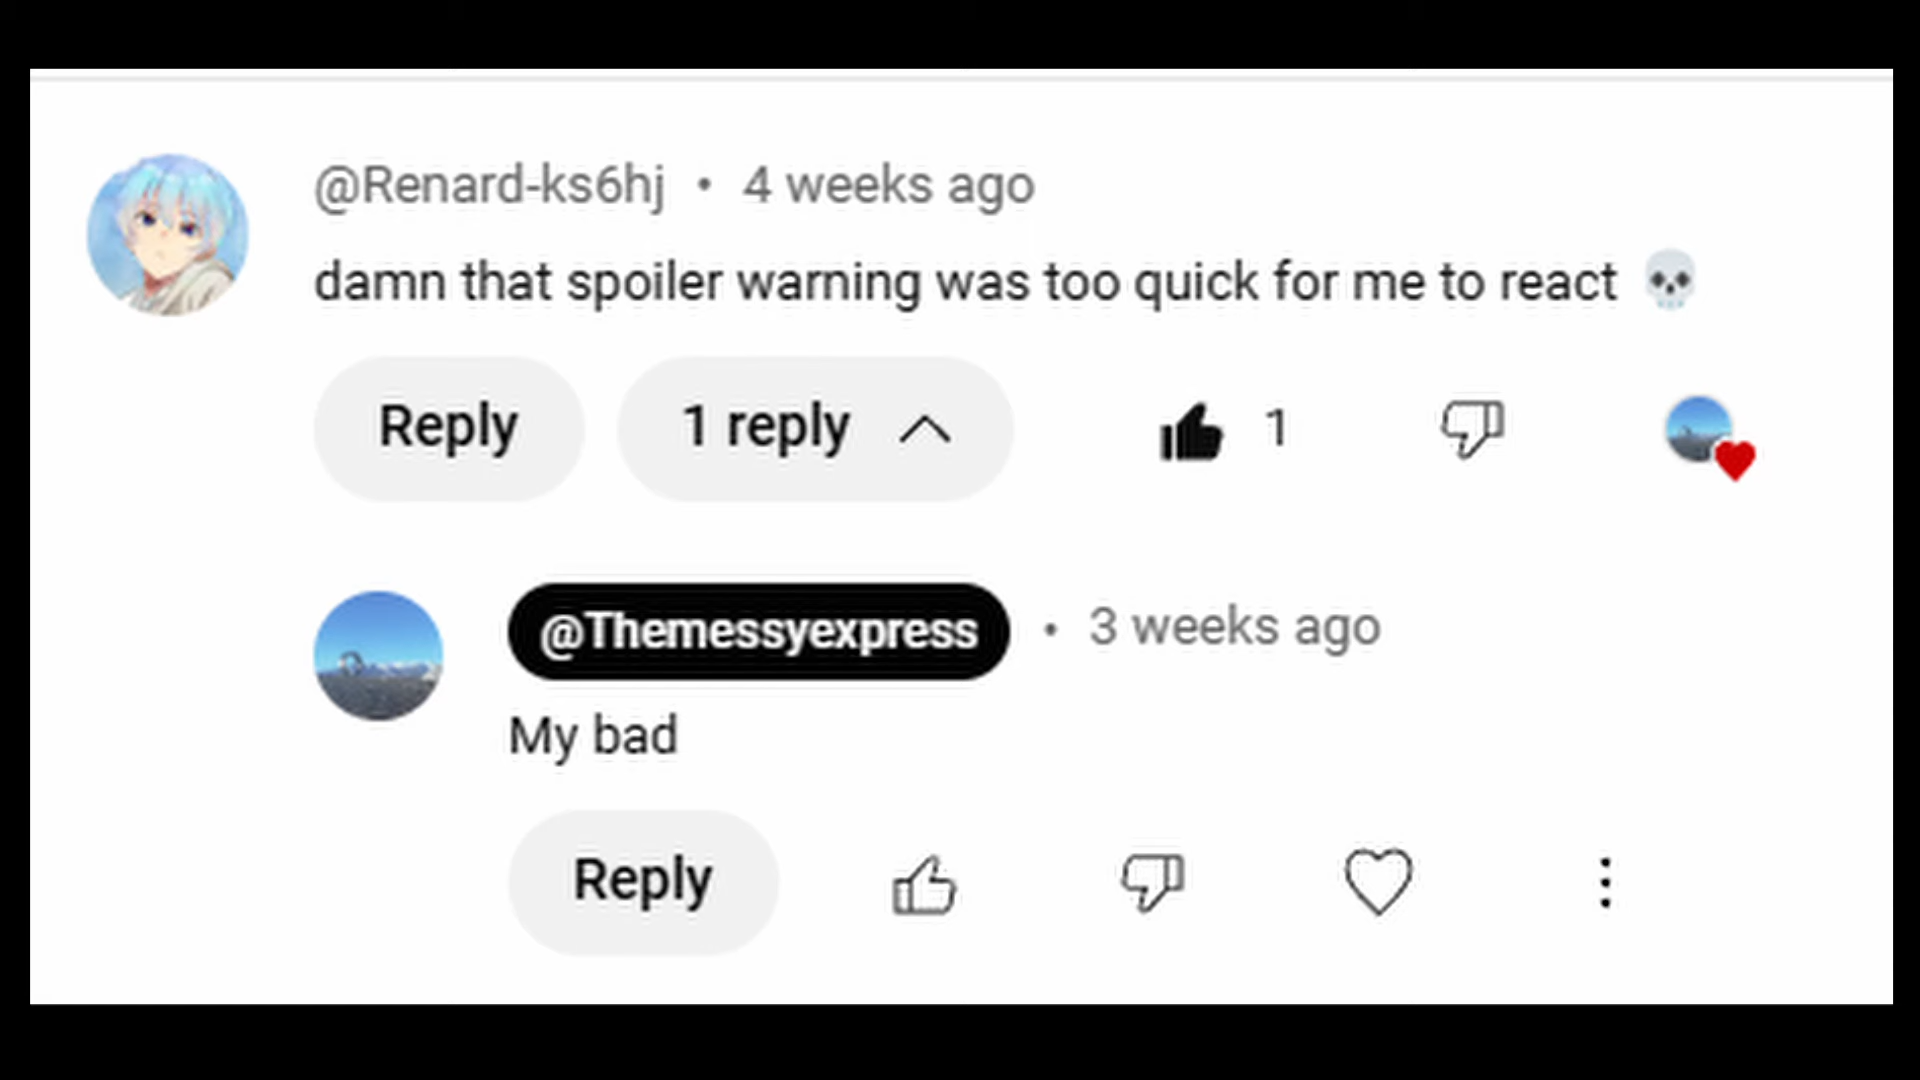 @Renard-ks6hj • 4 weeks ago
damn that spoiler warning was too quick for me to react 💀
Reply 1 reply 1
@Themessyexpress • 3 weeks ago
My bad
Reply